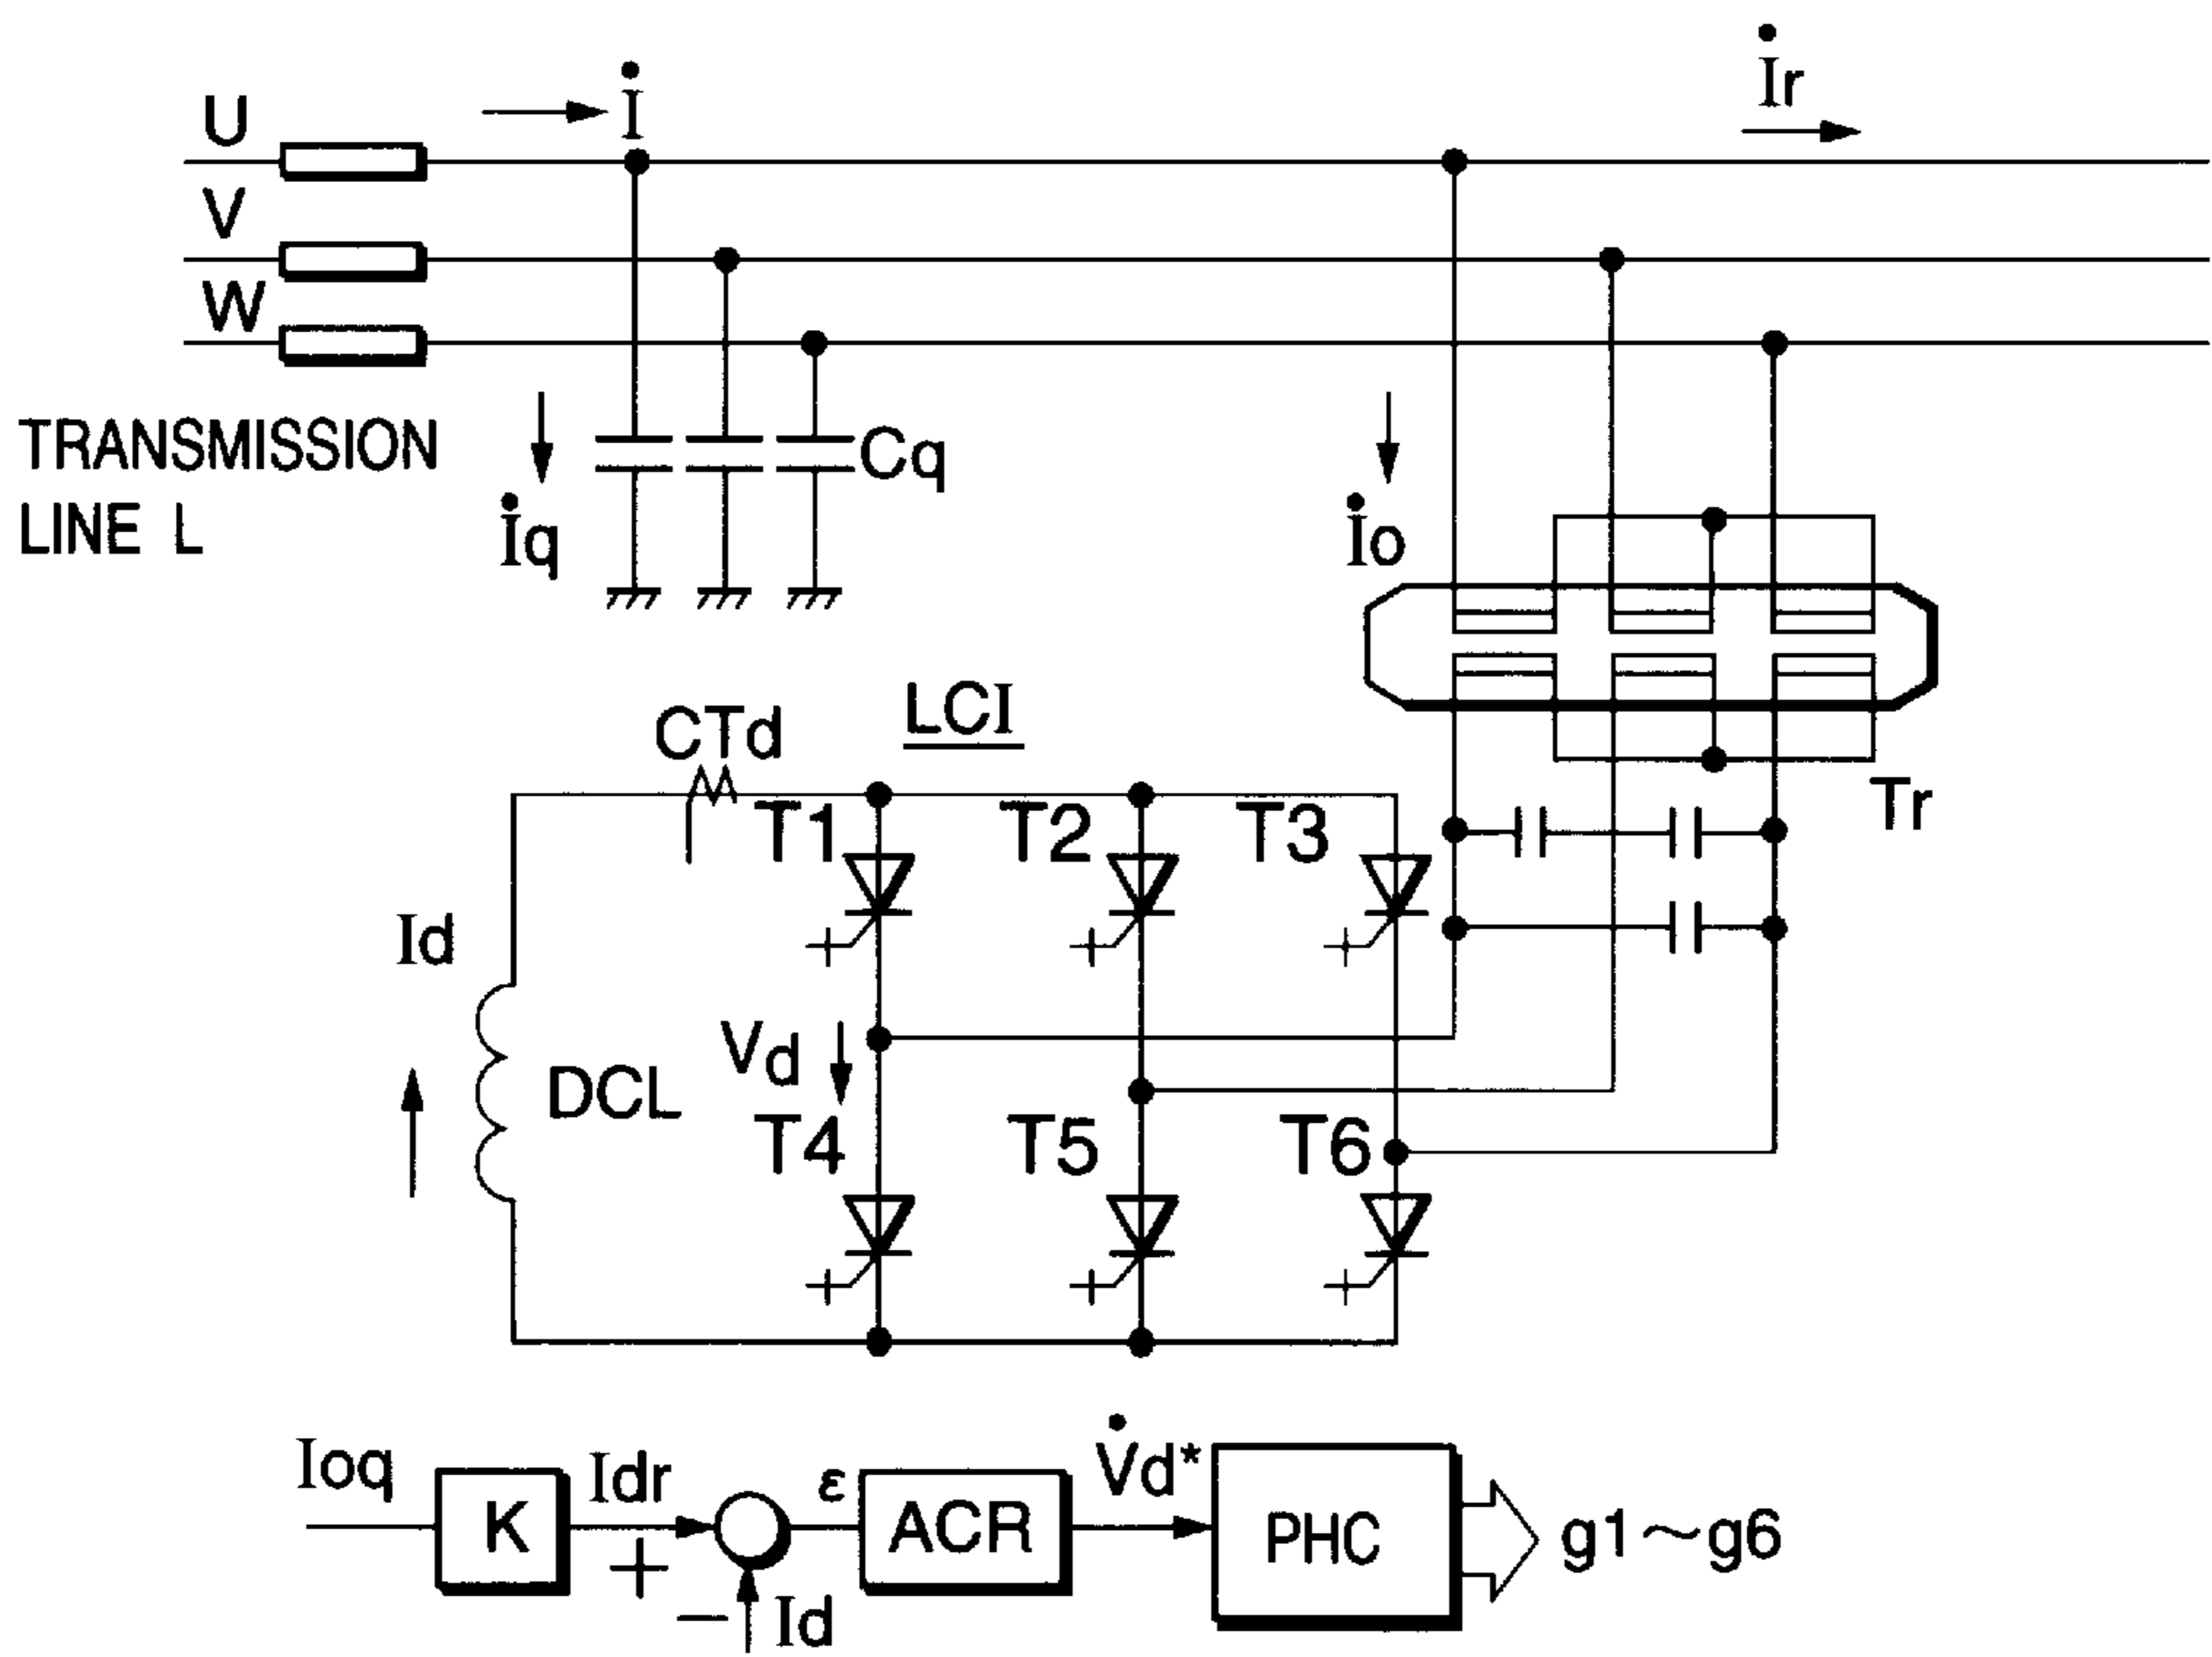 İ
İr
U
V
W
TRANSMISSION
LINE L
Cq
İq
İo
LCI
CTd
Tr
T1
T2
T3
Id
Vd
DCL
T4
T5
T6
Ioq
K
Idr
+
−
Id
ε
ACR
V̇d*
PHC
g1～g6